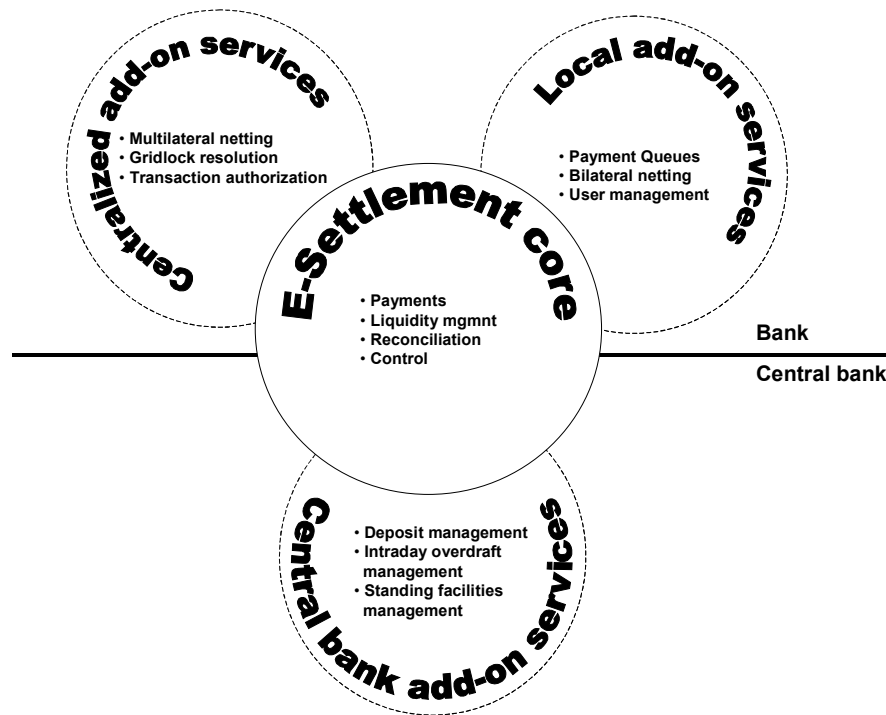 Centralized add-on services
• Multilateral netting
• Gridlock resolution
• Transaction authorization
Local add-on services
• Payment Queues
• Bilateral netting
• User management
E-Settlement core
• Payments
• Liquidity mgmnt
• Reconciliation
• Control
Bank
Central bank
• Deposit management
• Intraday overdraft
management
• Standing facilities
management
Central bank add-on services